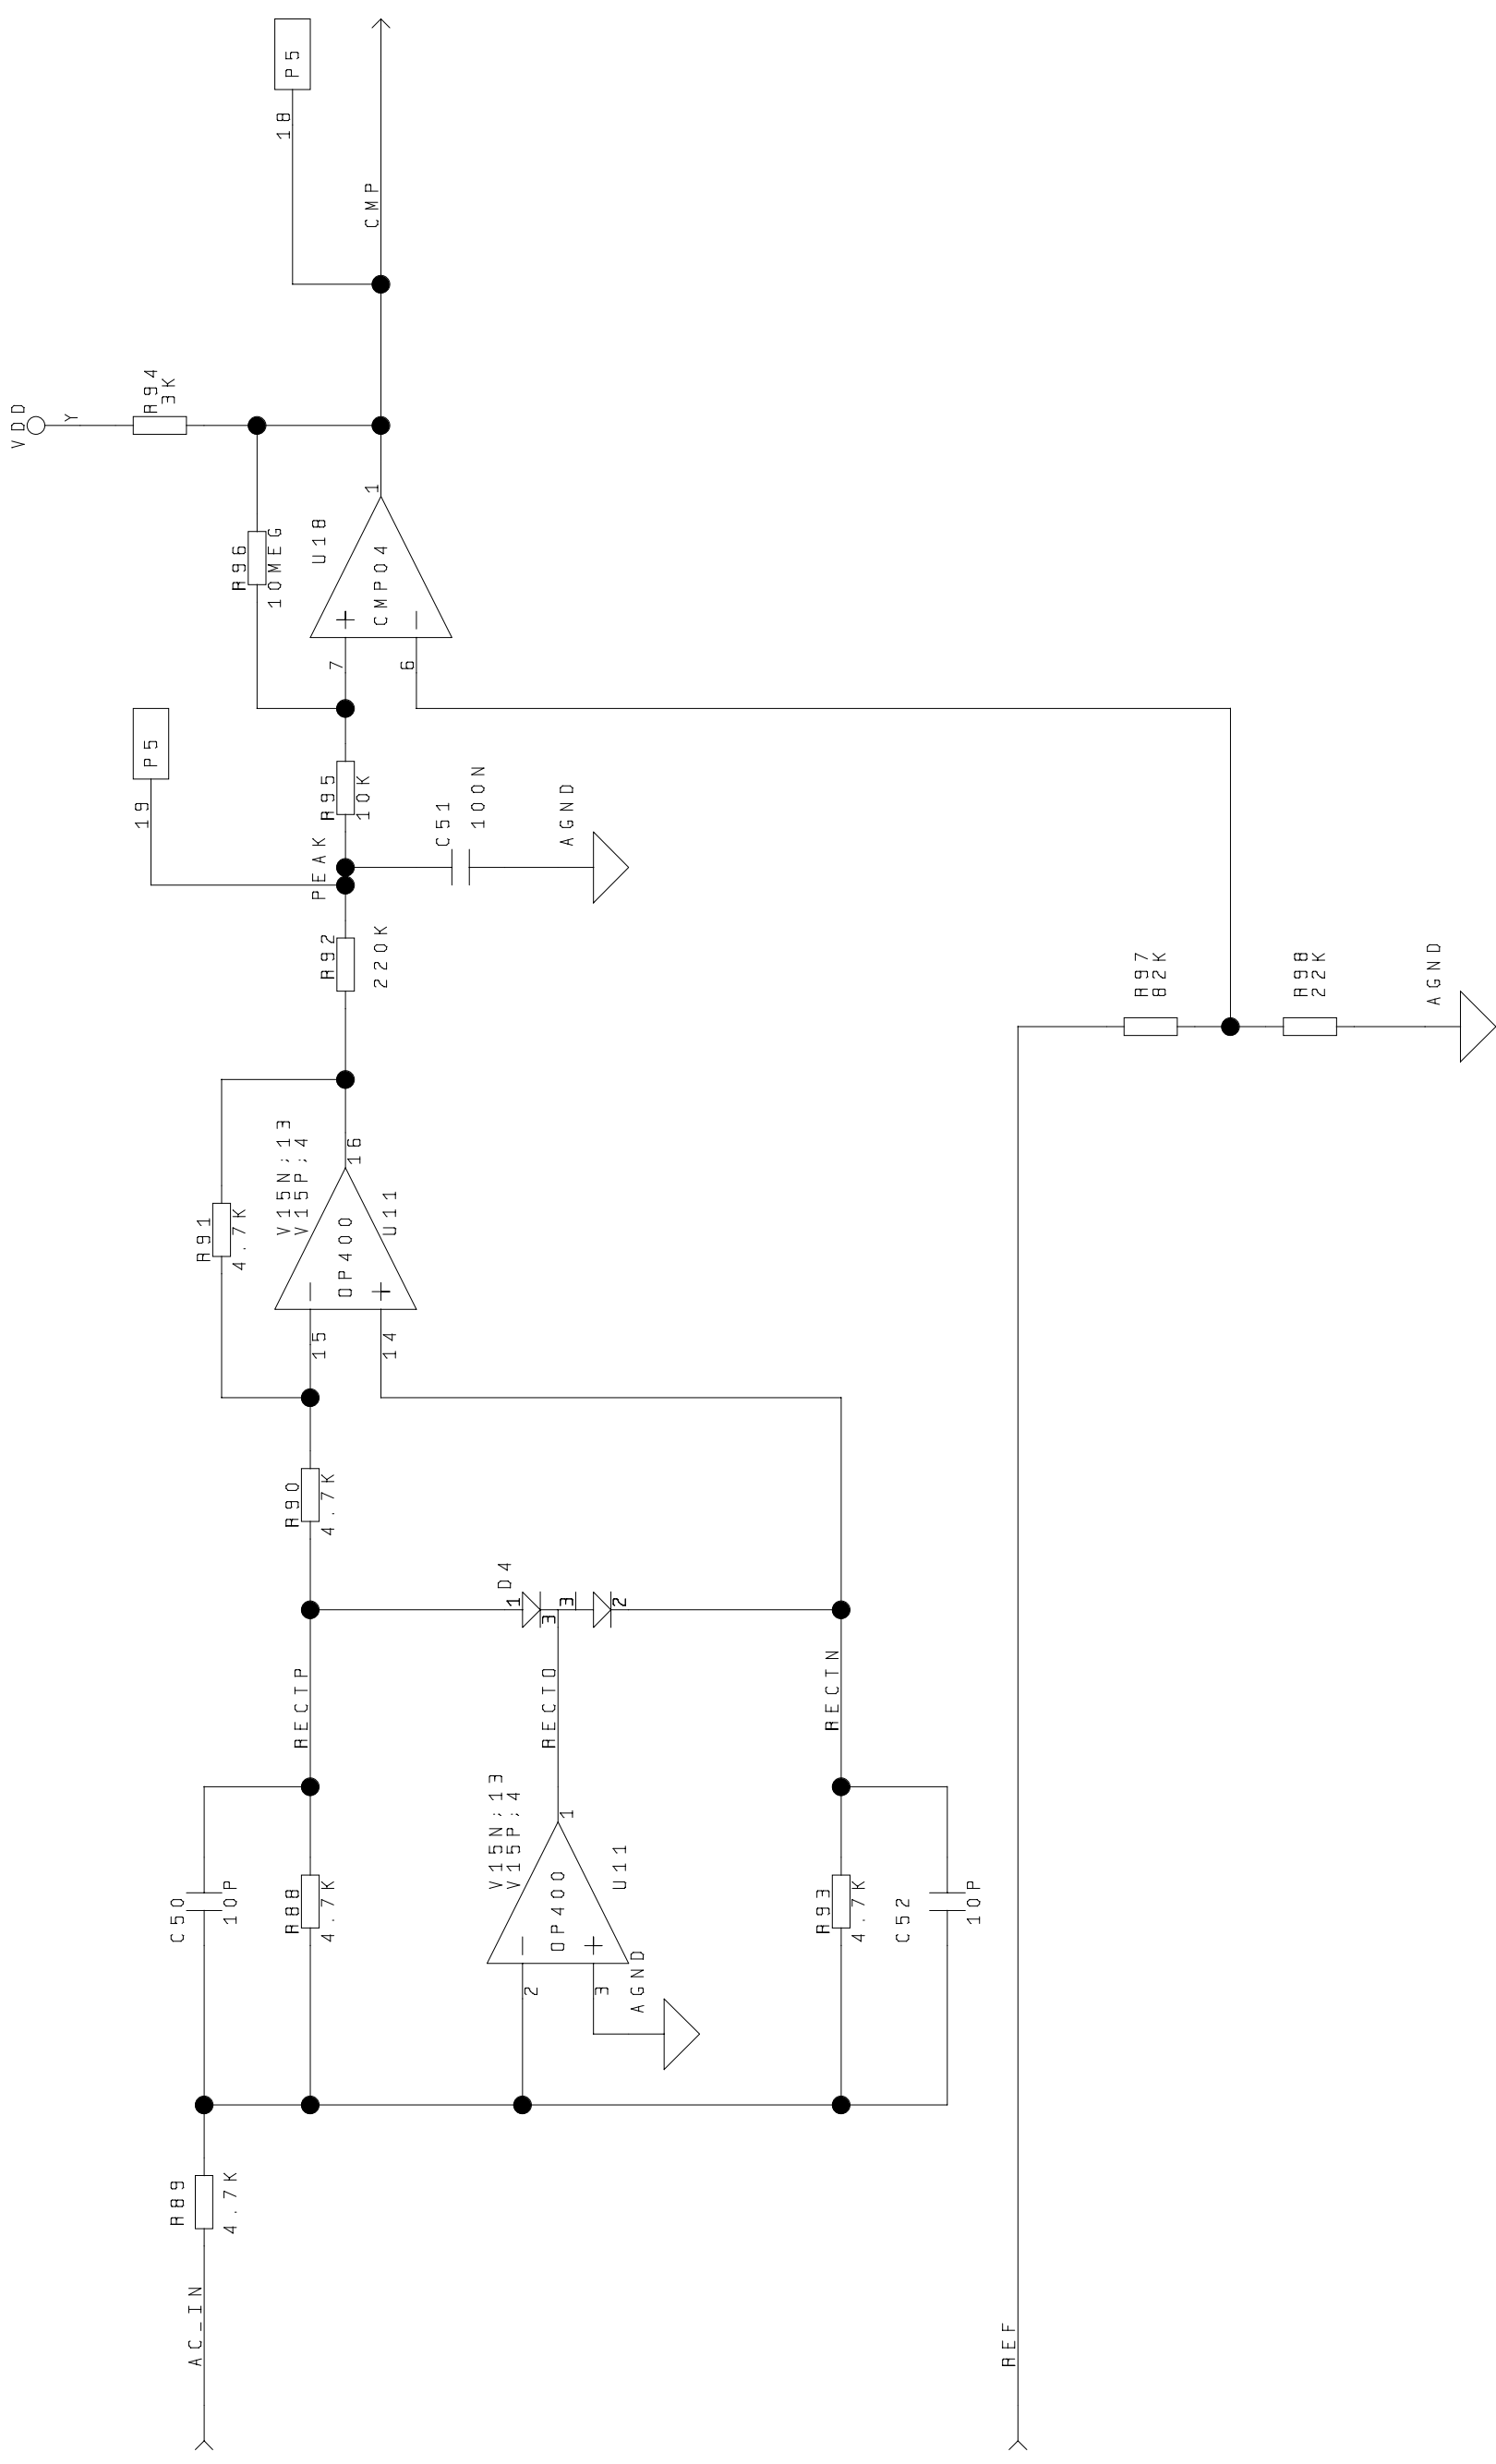 VDD
Y
R94
3K
P5
18
CMP
R96
10MEG
U18
CMP04
+
-
1
7
6
P5
19
PEAK
R95
10K
C51
100N
AGND
R92
220K
R97
82K
R98
22K
AGND
R91
4.7K
V15N;13
V15P;4
OP400
U11
-
+
16
15
14
R90
4.7K
D4
1
3
3
2
RECTP
RECTO
RECTN
C50
10P
R88
4.7K
V15N;13
V15P;4
OP400
U11
-
+
1
2
3
AGND
R93
4.7K
C52
10P
R89
4.7K
AC_IN
REF